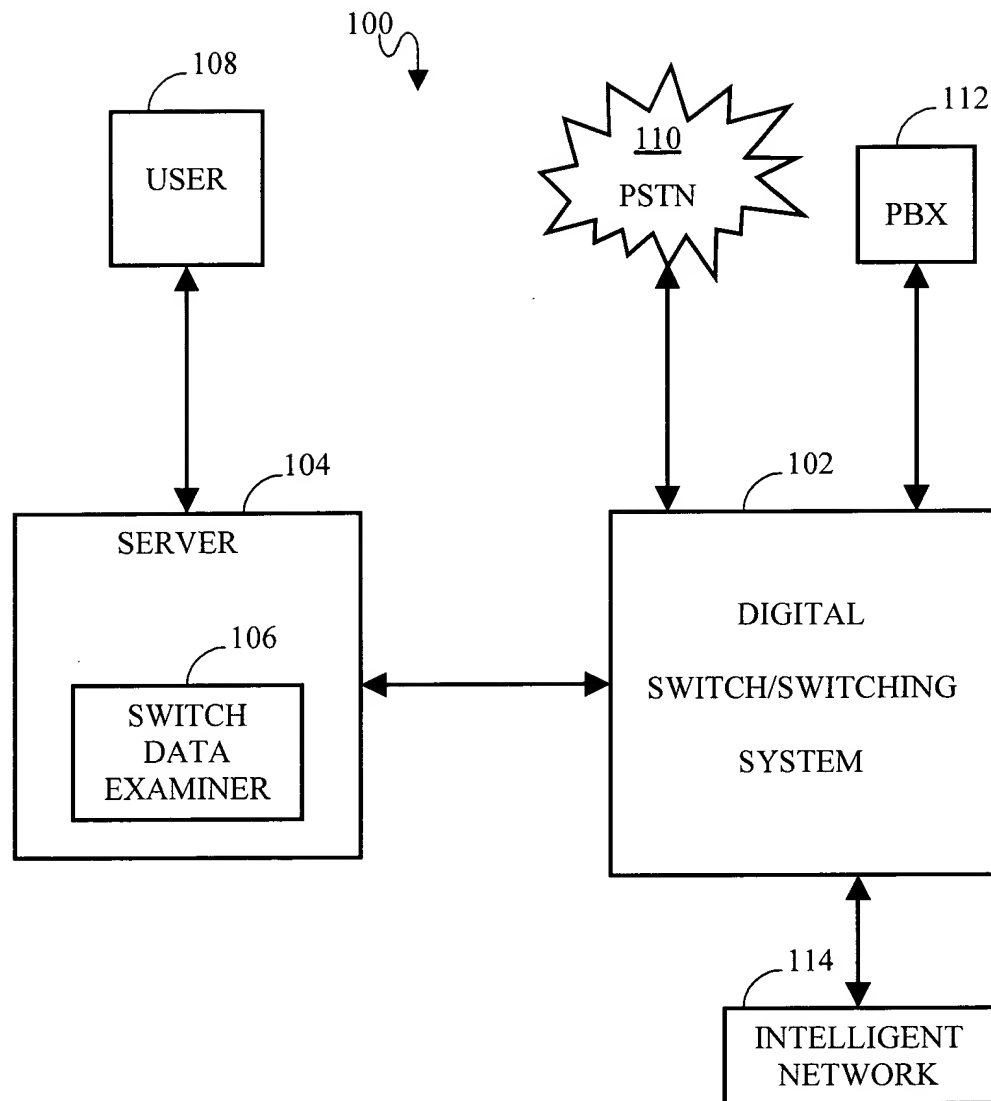 100
108
USER
110
PSTN
112
PBX
104
SERVER
102
DIGITAL
SWITCH/SWITCHING
SYSTEM
106
SWITCH
DATA
EXAMINER
114
INTELLIGENT
NETWORK